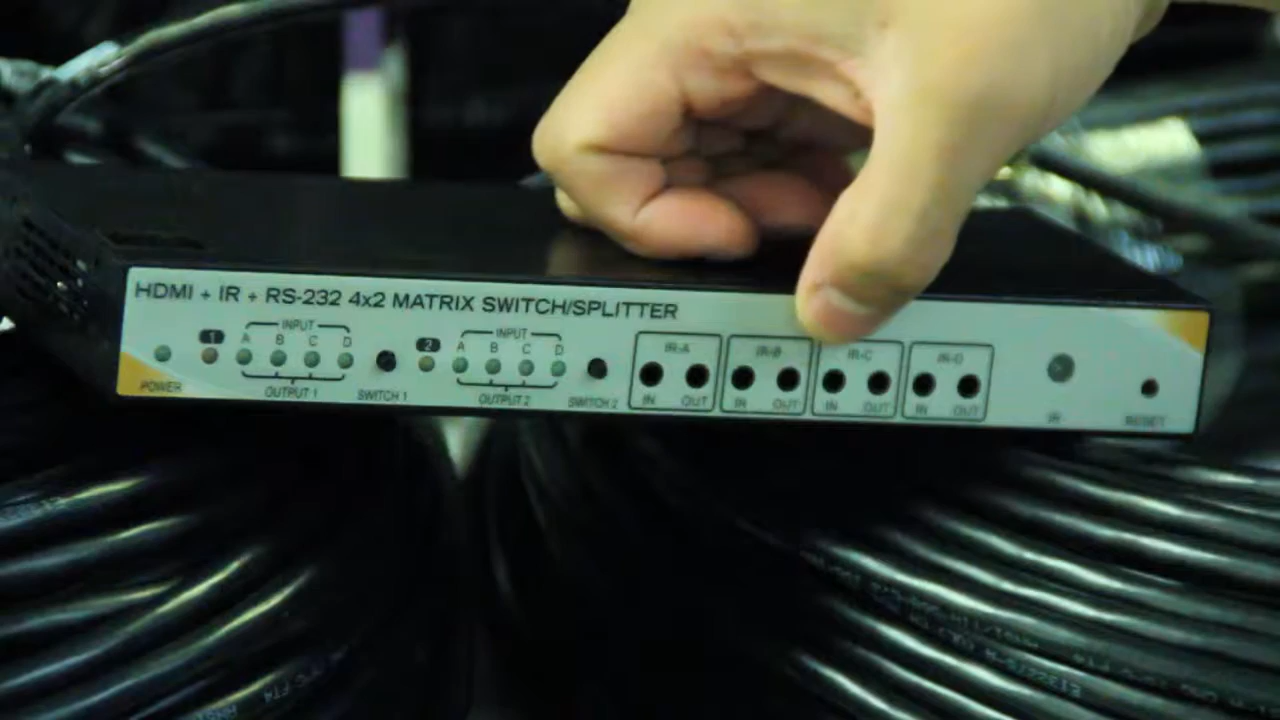 HDMI + IR + RS-232 4x2 MATRIX SWITCH/SPLITTER
1 INPUT 2 INPUT IR-A IR-B IR-C IR-D
A B C D A B C D
POWER OUTPUT 1 SWITCH 1 OUTPUT 2 SWITCH 2 IN OUT IN OUT IN OUT IN OUT IR RESET